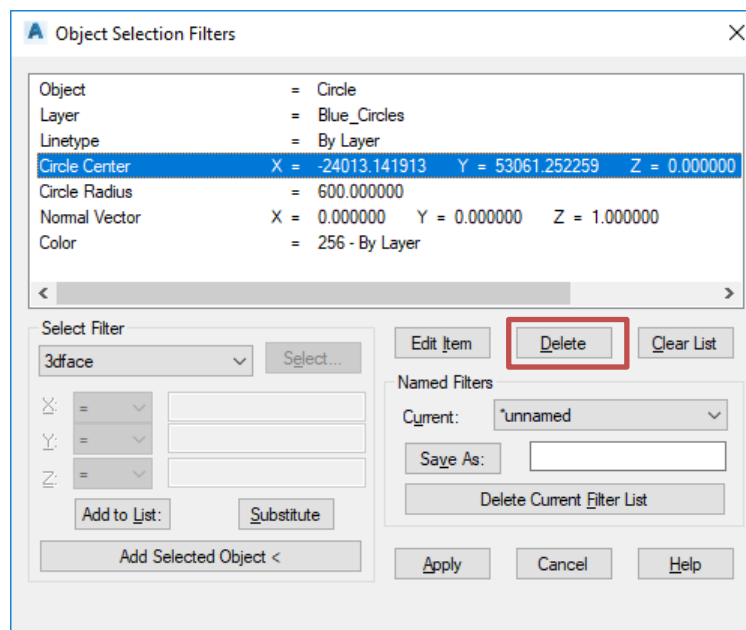 Object Selection Filters
Object = Circle
Layer = Blue_Circles
Linetype = By Layer
Circle Center X = -24013.141913 Y = 53061.252259 Z = 0.000000
Circle Radius = 600.000000
Normal Vector X = 0.000000 Y = 0.000000 Z = 1.000000
Color = 256 - By Layer
Select Filter
3dface Select...
X: =
Y: =
Z: =
Add to List: Substitute
Add Selected Object <
Edit Item Delete Clear List
Named Filters
Current: *unnamed
Save As:
Delete Current Filter List
Apply Cancel Help